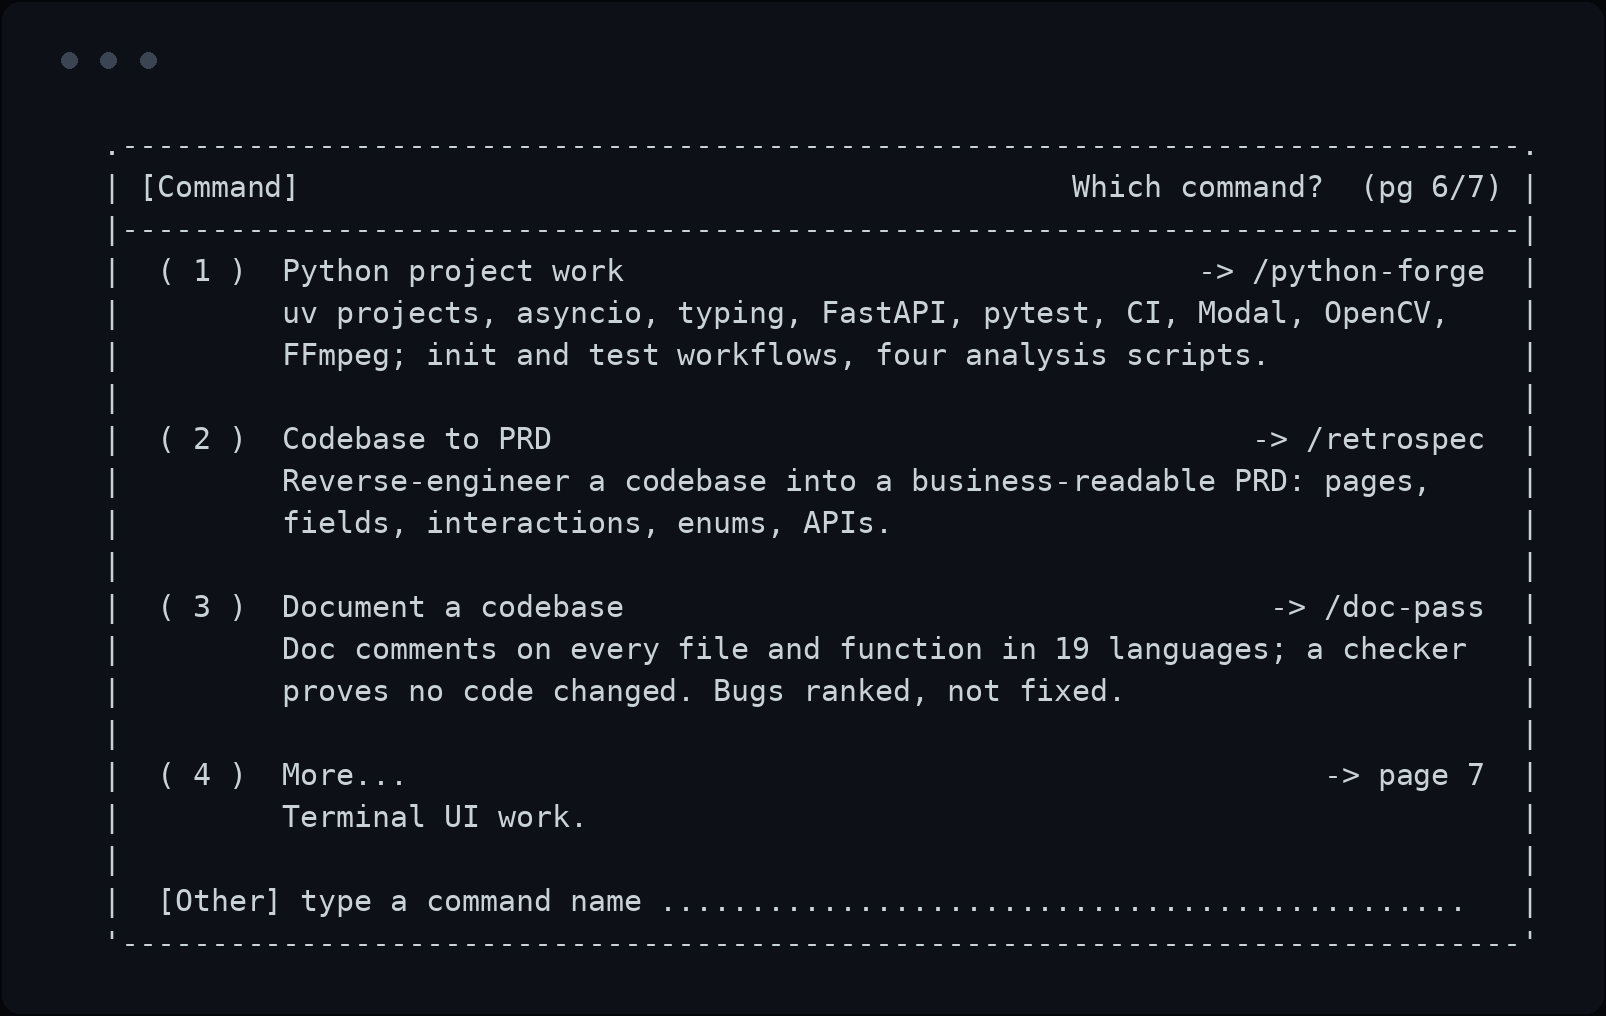 .------------------------------------------------------------------------------.
| [Command]                                           Which command?  (pg 6/7) |
|------------------------------------------------------------------------------|
|  ( 1 )  Python project work                                -> /python-forge  |
|         uv projects, asyncio, typing, FastAPI, pytest, CI, Modal, OpenCV,    |
|         FFmpeg; init and test workflows, four analysis scripts.              |
|                                                                              |
|  ( 2 )  Codebase to PRD                                       -> /retrospec  |
|         Reverse-engineer a codebase into a business-readable PRD: pages,     |
|         fields, interactions, enums, APIs.                                   |
|                                                                              |
|  ( 3 )  Document a codebase                                    -> /doc-pass  |
|         Doc comments on every file and function in 19 languages; a checker   |
|         proves no code changed. Bugs ranked, not fixed.                      |
|                                                                              |
|  ( 4 )  More...                                                   -> page 7  |
|         Terminal UI work.                                                    |
|                                                                              |
|  [Other] type a command name .............................................   |
'------------------------------------------------------------------------------'